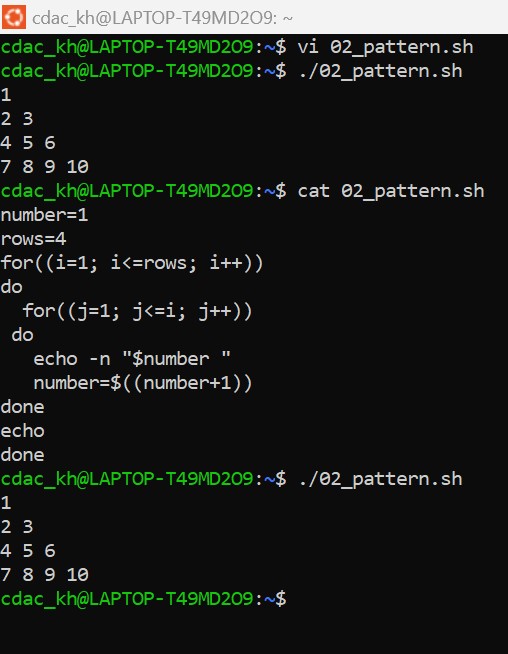 cdac_kh@LAPTOP-T49MD2O9: ~
cdac_kh@LAPTOP-T49MD2O9:~$ vi 02_pattern.sh
cdac_kh@LAPTOP-T49MD2O9:~$ ./02_pattern.sh
1
2 3
4 5 6
7 8 9 10
cdac_kh@LAPTOP-T49MD2O9:~$ cat 02_pattern.sh
number=1
rows=4
for((i=1; i<=rows; i++))
do
  for((j=1; j<=i; j++))
 do
   echo -n "$number "
   number=$((number+1))
done
echo
done
cdac_kh@LAPTOP-T49MD2O9:~$ ./02_pattern.sh
1
2 3
4 5 6
7 8 9 10
cdac_kh@LAPTOP-T49MD2O9:~$